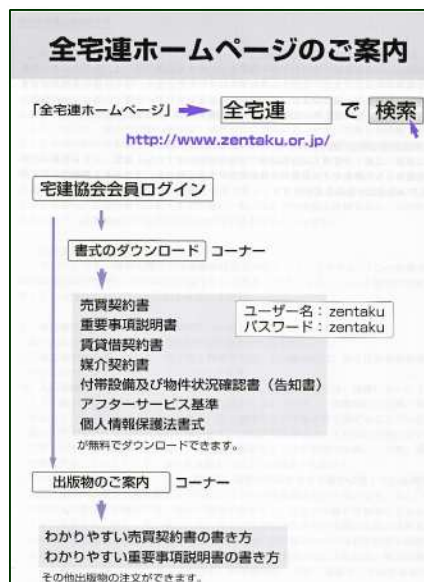 全宅連ホームページのご案内
「全宅連ホームページ」 全宅連 で 検索
http://www.zentaku.or.jp/
宅建協会会員ログイン
書式のダウンロード コーナー
売買契約書
重要事項説明書
賃貸借契約書
媒介契約書
付帯設備及び物件状況確認書（告知書）
アフターサービス基準
個人情報保護法書式
ユーザー名：zentaku
パスワード：zentaku
が無料でダウンロードできます。
出版物のご案内 コーナー
わかりやすい売買契約書の書き方
わかりやすい重要事項説明書の書き方
その他出版物の注文ができます。